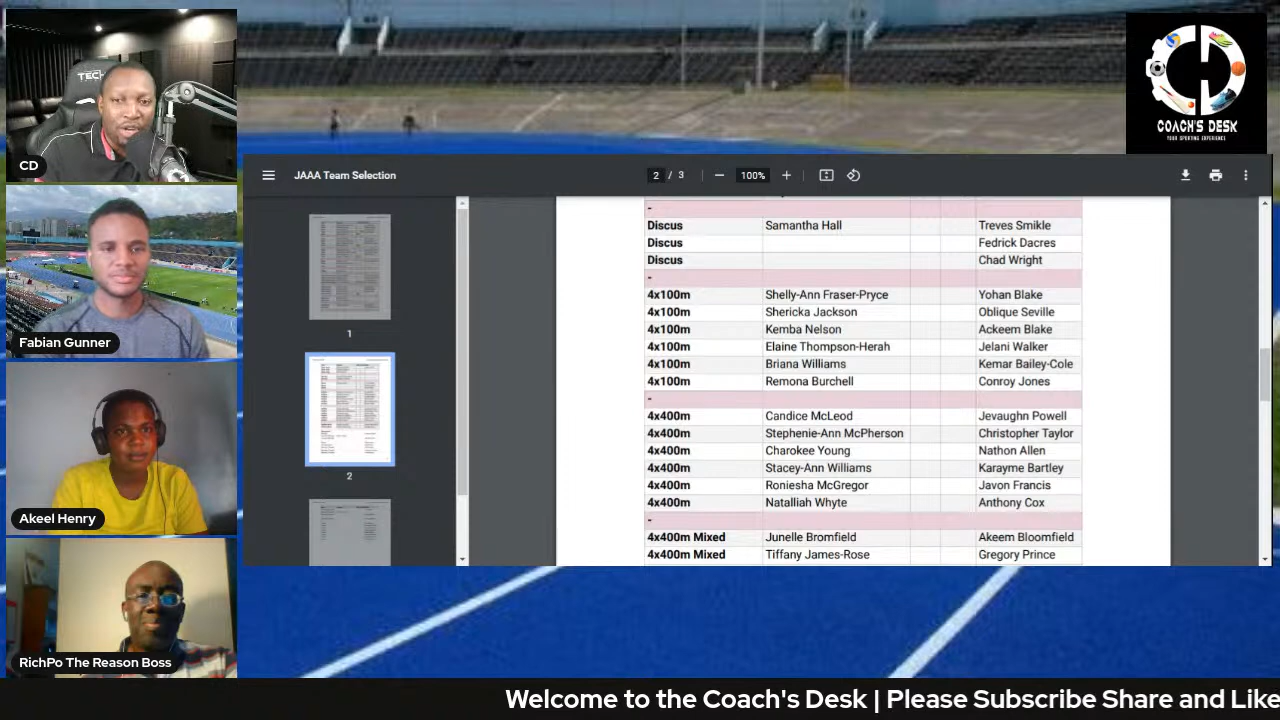 TECH
CD
Fabian Gunner
Akeel Henry
RichPo The Reason Boss
COACH'S DESK
YOUR SPORTING EXPERIENCE
JAAA Team Selection
2 / 3
100%
1
2
-
Discus Samantha Hall Treves Smikle
Discus Fedrick Dacres
Discus Chad Wright
-
4x100m Shelly-Ann Fraser-Pryce Yohan Blake
4x100m Shericka Jackson Oblique Seville
4x100m Kemba Nelson Ackeem Blake
4x100m Elaine Thompson-Herah Jelani Walker
4x100m Briana Williams Kemar Bailey-Cole
4x100m Remona Burchell Conroy Jones
-
4x400m Candice McLeod Jevaughn Powell
4x400m Stephenie-Ann McPherson Christopher Taylor
4x400m Charokee Young Nathon Allen
4x400m Stacey-Ann Williams Karayme Bartley
4x400m Roniesha McGregor Javon Francis
4x400m Natalliah Whyte Anthony Cox
-
4x400m Mixed Junelle Bromfield Akeem Bloomfield
4x400m Mixed Tiffany James-Rose Gregory Prince
Welcome to the Coach's Desk | Please Subscribe Share and Like